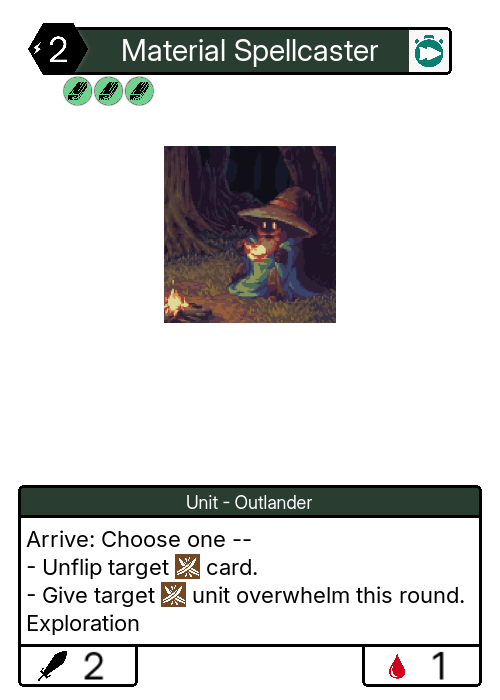 2
Material Spellcaster
Unit - Outlander
Arrive: Choose one --
- Unflip target card.
- Give target unit overwhelm this round.
Exploration
2
1